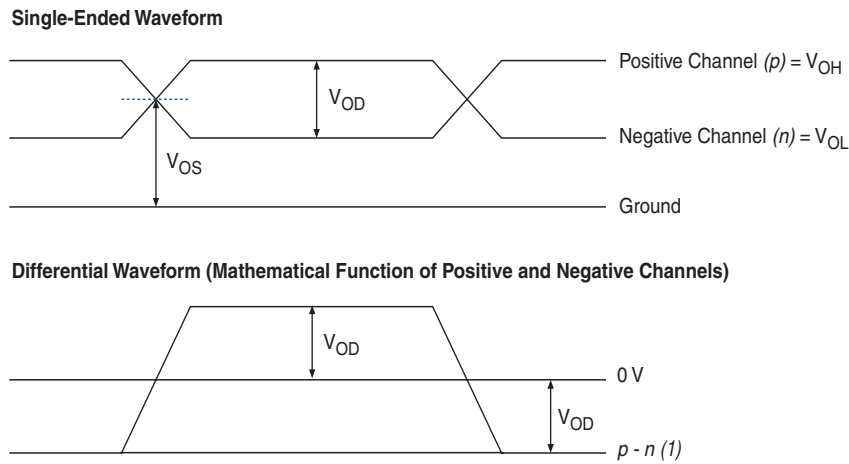 Single-Ended Waveform
Positive Channel (p) = VOH
VOD
Negative Channel (n) = VOL
VOS
Ground
Differential Waveform (Mathematical Function of Positive and Negative Channels)
VOD
0 V
VOD
p - n (1)